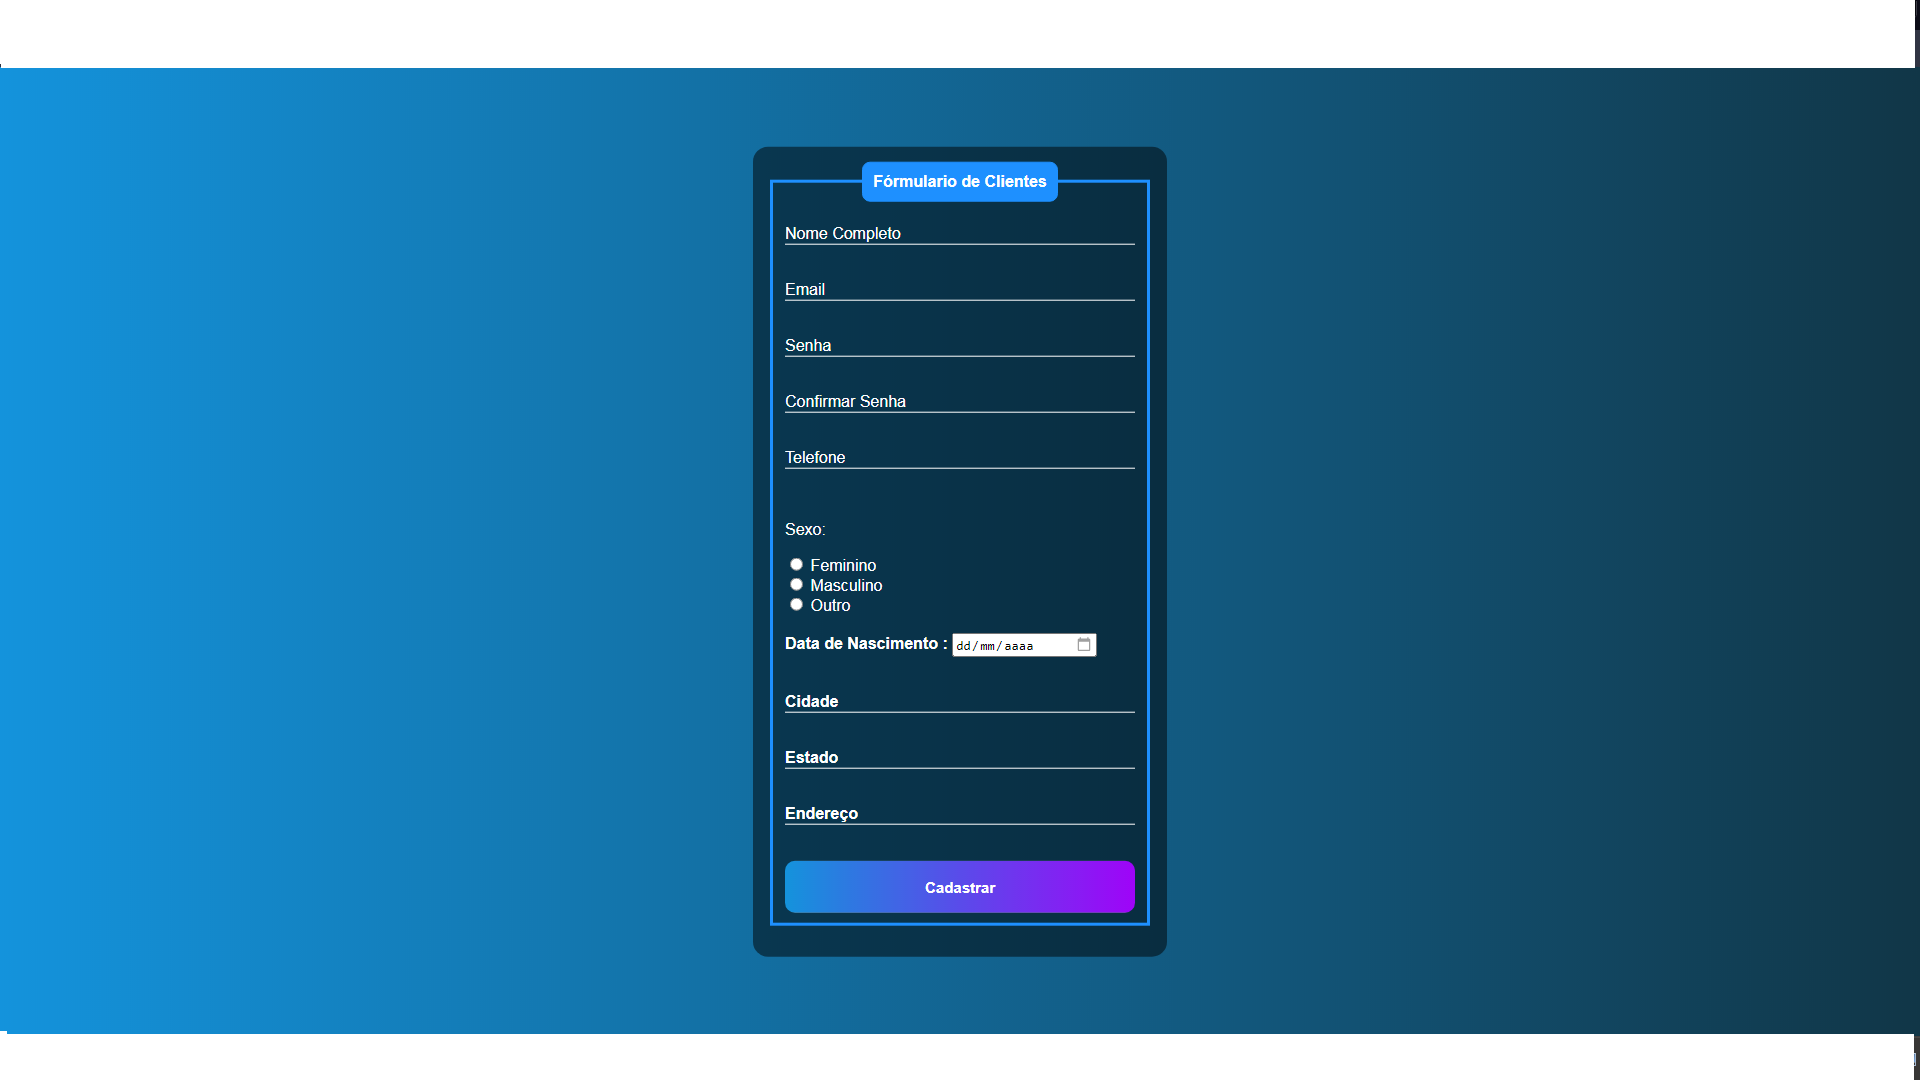 Fórmulario de Clientes
Nome Completo
Email
Senha
Confirmar Senha
Telefone
Sexo:
Feminino
Masculino
Outro
Data de Nascimento : dd/mm/aaaa
Cidade
Estado
Endereço
Cadastrar